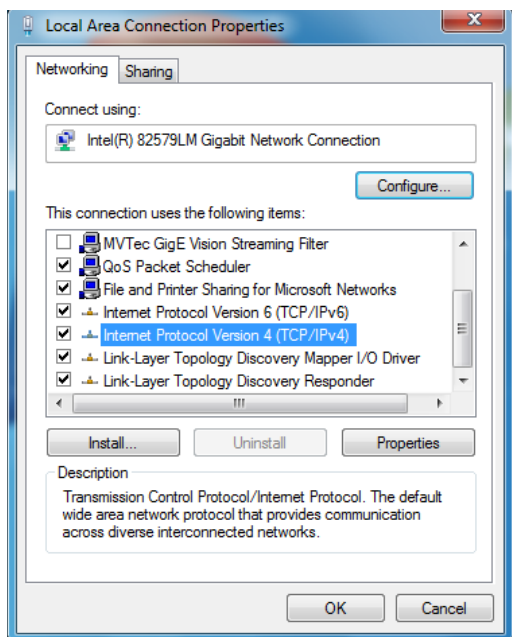 Local Area Connection Properties
Networking
Sharing
Connect using:
Intel(R) 82579LM Gigabit Network Connection
Configure...
This connection uses the following items:
MVTec GigE Vision Streaming Filter
QoS Packet Scheduler
File and Printer Sharing for Microsoft Networks
Internet Protocol Version 6 (TCP/IPv6)
Internet Protocol Version 4 (TCP/IPv4)
Link-Layer Topology Discovery Mapper I/O Driver
Link-Layer Topology Discovery Responder
Install...
Uninstall
Properties
Description
Transmission Control Protocol/Internet Protocol. The default
wide area network protocol that provides communication
across diverse interconnected networks.
OK
Cancel